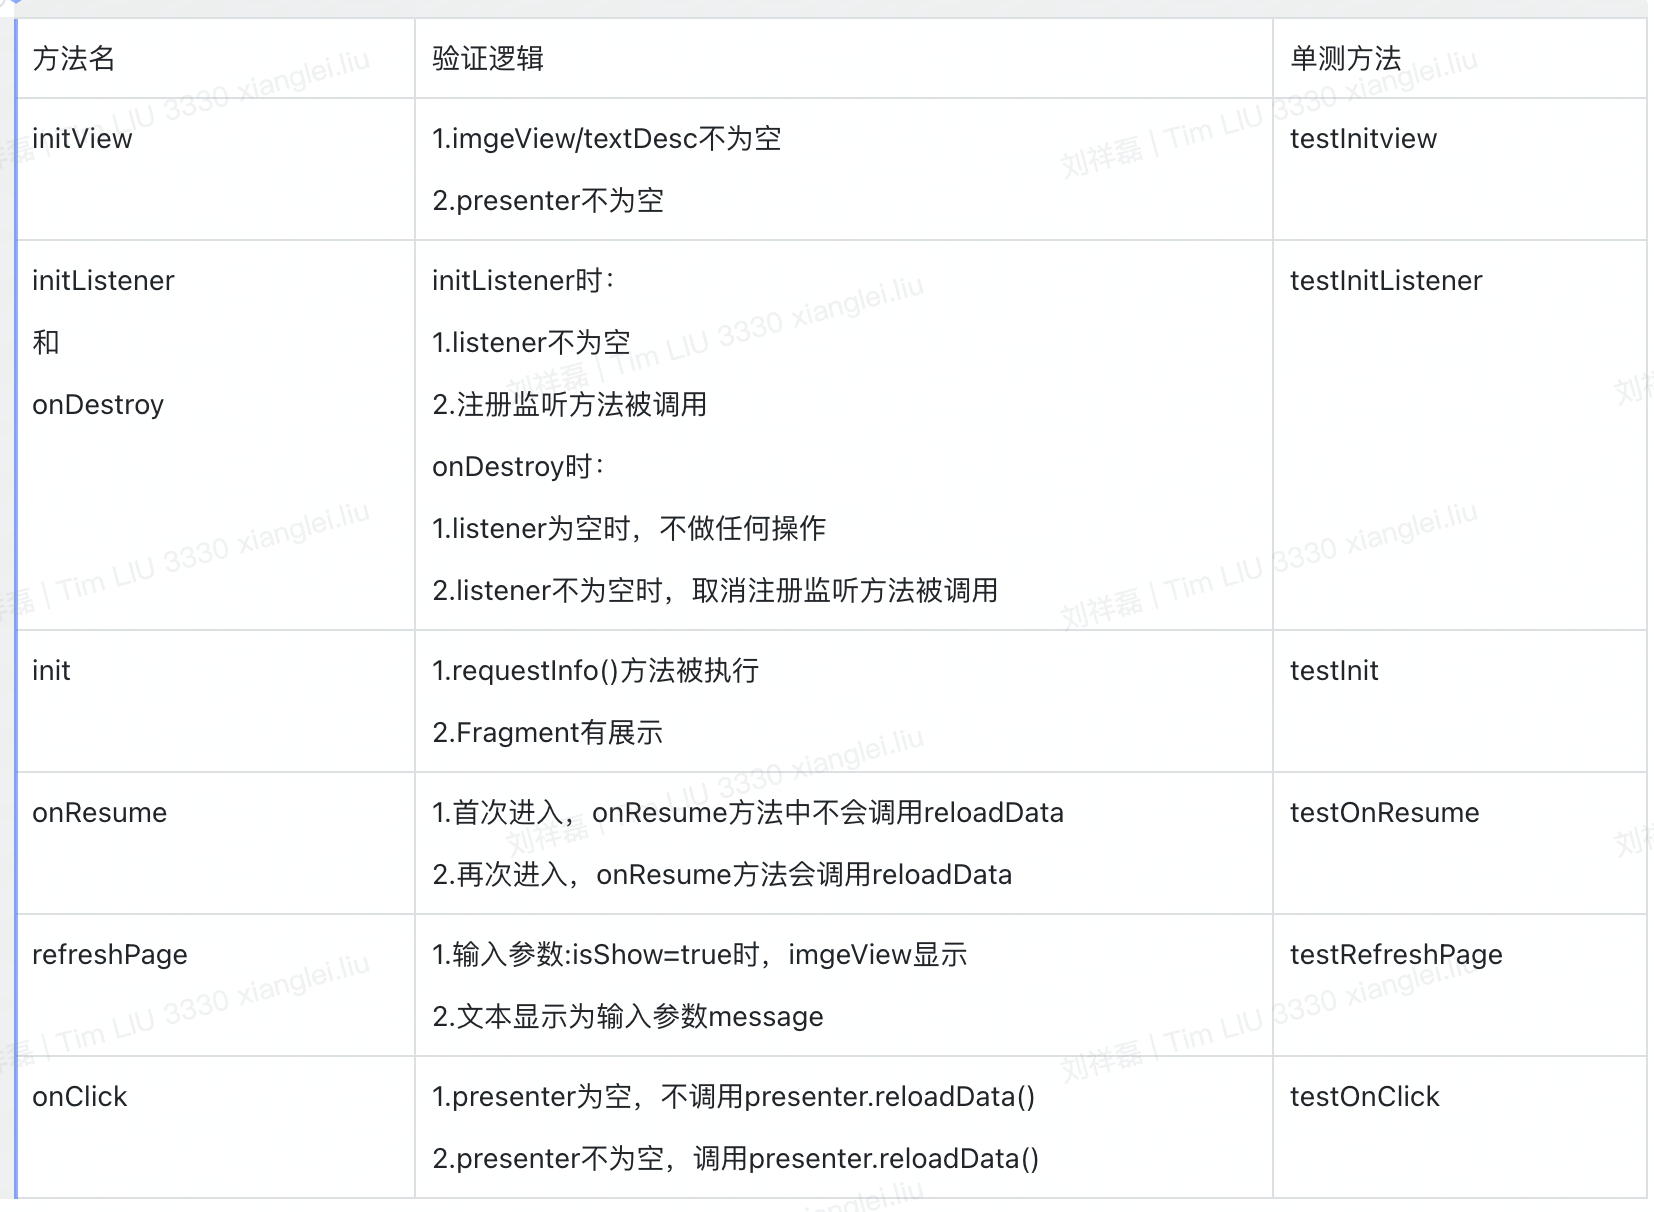 方法名 验证逻辑 单测方法
initView 1.imgeView/textDesc不为空 testInitview
2.presenter不为空
initListener initListener时： testInitListener
和 1.listener不为空
onDestroy 2.注册监听方法被调用
onDestroy时：
1.listener为空时，不做任何操作
2.listener不为空时，取消注册监听方法被调用
init 1.requestInfo()方法被执行 testInit
2.Fragment有展示
onResume 1.首次进入，onResume方法中不会调用reloadData testOnResume
2.再次进入，onResume方法会调用reloadData
refreshPage 1.输入参数:isShow=true时，imgeView显示 testRefreshPage
2.文本显示为输入参数message
onClick 1.presenter为空，不调用presenter.reloadData() testOnClick
2.presenter不为空，调用presenter.reloadData()
刘祥磊 | Tim LIU 3330 xianglei.liu